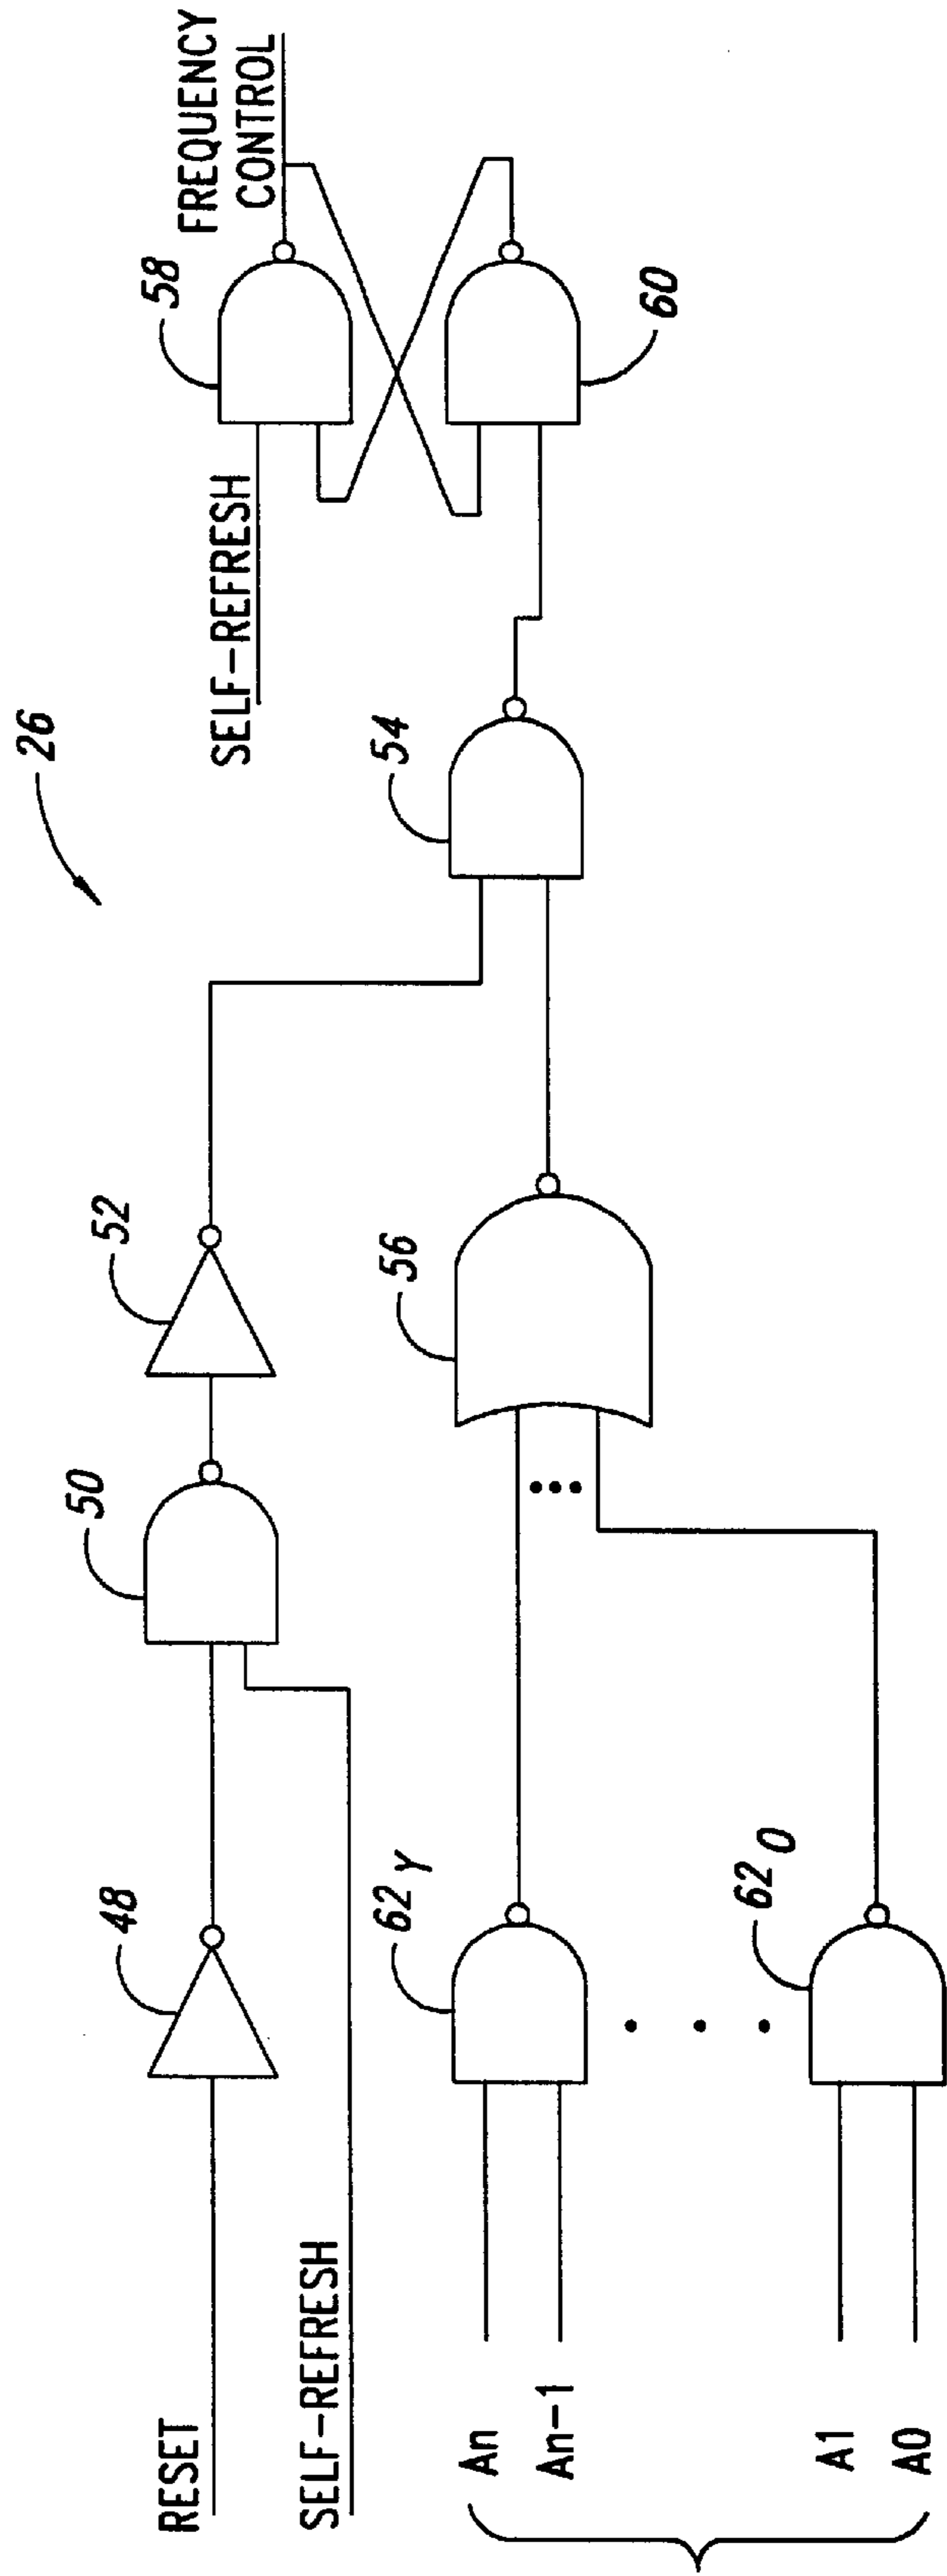 26
RESET
48
50
52
SELF-REFRESH
SELF-REFRESH
58
FREQUENCY
CONTROL
An
An-1
62Y
56
54
60
A1
A0
62O